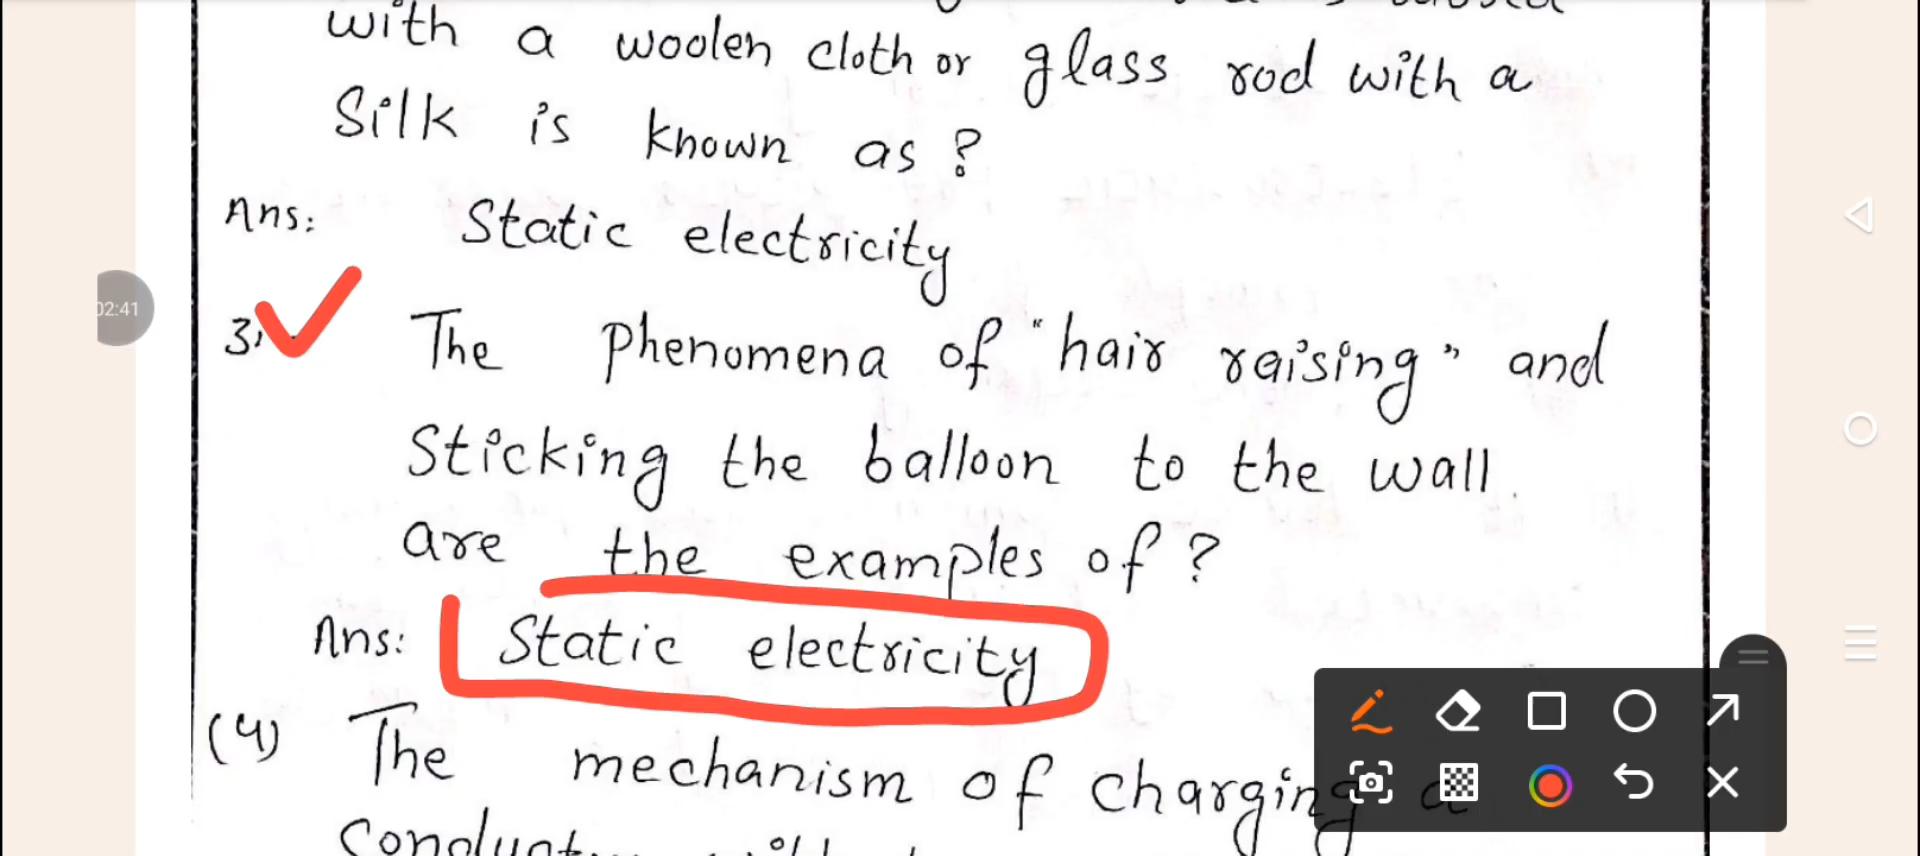 with a woolen cloth or glass rod with a
Silk is known as ?
Ans: Static electricity
02:41
3, The Phenomena of "hair raising" and
Sticking the balloon to the wall
are the examples of ?
Ans: Static electricity
(4) The mechanism of charging a